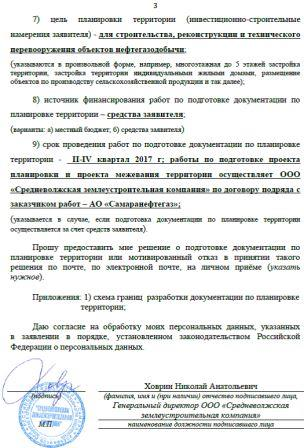 3
7) цель планировки территории (инвестиционно-строительные
намерения заявителя) - для строительства, реконструкции и технического
перевооружения объектов нефтегазодобычи;
(указываются в произвольной форме, например, многоэтажная до 5 этажей застройка
территории, застройка территории индивидуальными жилыми домами, размещение
объектов по производству сельскохозяйственной продукции и так далее);
8) источник финансирования работ по подготовке документации по
планировке территории – средства заявителя;
(варианты: а) местный бюджет; б) средства заявителя)
9) срок проведения работ по подготовке документации по планировке
территории - II-IV квартал 2017 г; работы по подготовке проекта
планировки и проекта межевания территории осуществляет ООО
«Средневолжская землеустроительная компания» по договору подряда с
заказчиком работ – АО «Самаранефтегаз»;
(указывается в случае, если подготовка документации по планировке территории
осуществляется за счет средств заявителя).
Прошу предоставить мне решение о подготовке документации по
планировке территории или мотивированный отказ в принятии такого
решения по почте, по электронной почте, на личном приёме (указать
нужное).
Приложения: 1) схема границ разработки документации по планировке
территории;
Даю согласие на обработку моих персональных данных, указанных
в заявлении в порядке, установленном законодательством Российской
Федерации о персональных данных.
Ховрин Николай Анатольевич
(подпись) (фамилия, имя и (при наличии) отчество подписавшего лица,
Генеральный директор ООО «Средневолжская
землеустроительная компания»
М.П. наименование должности подписавшего лица)